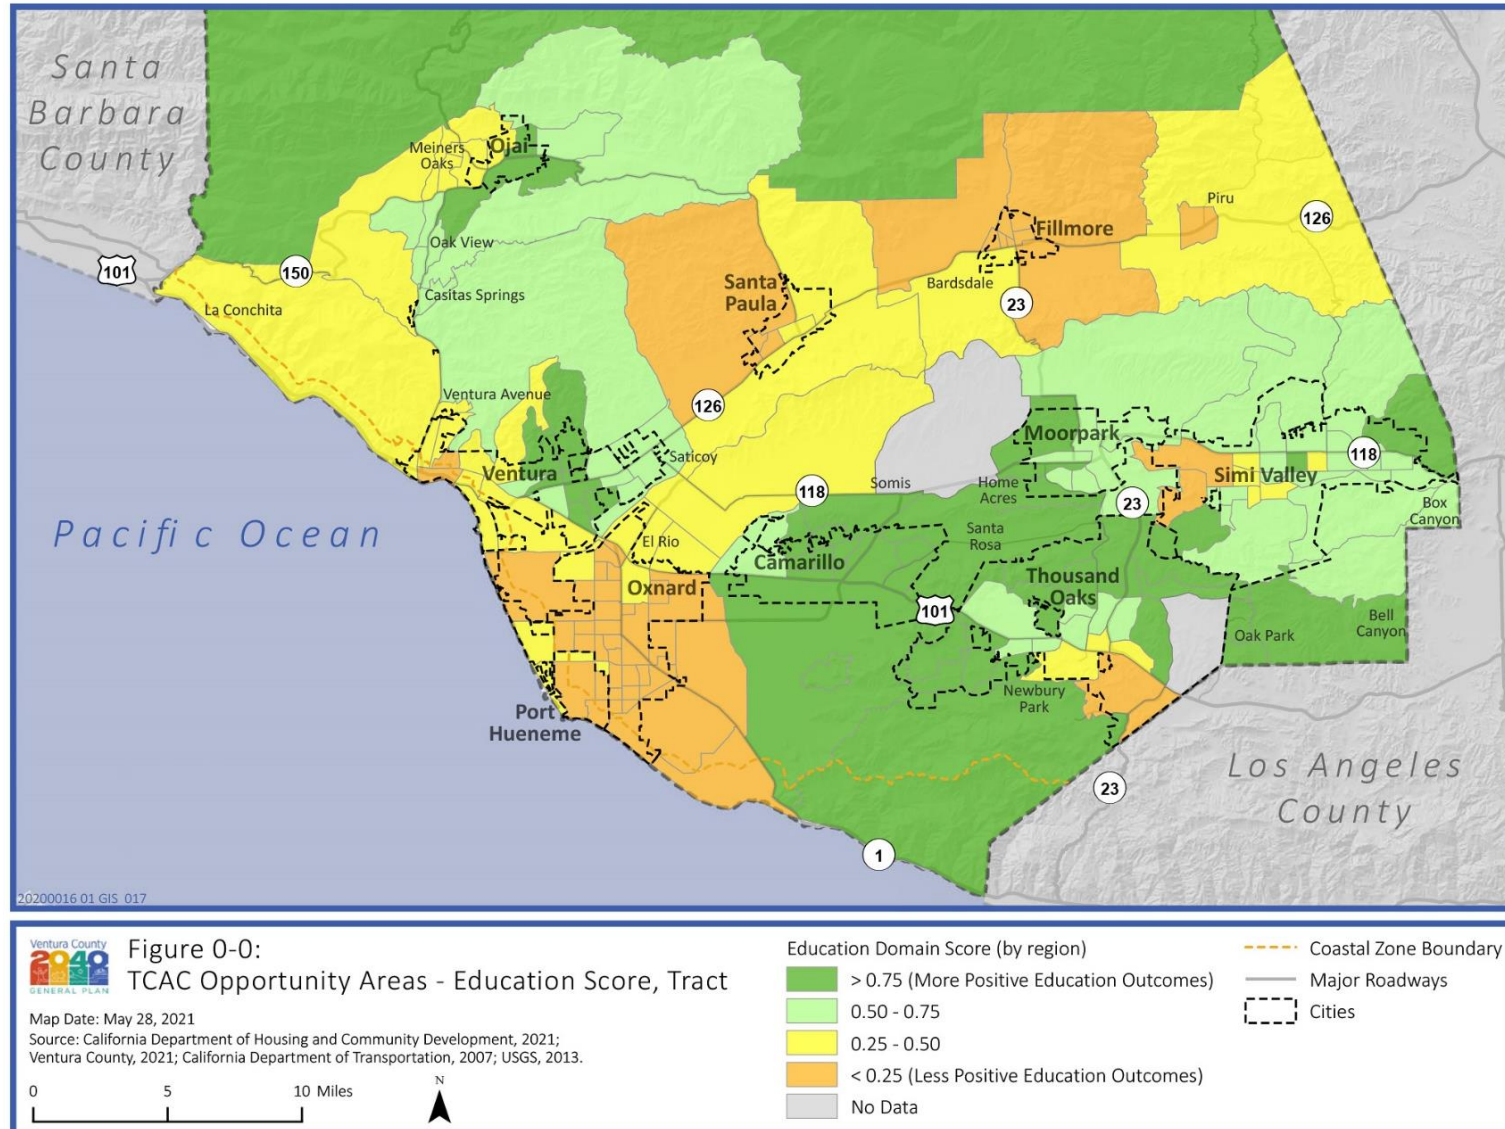 Santa
Barbara
County
Meiners
Oaks
Ojai
Piru
126
Fillmore
Oak View
101
150
Santa
Paula
Bardsdale
Casitas Springs
23
La Conchita
Ventura Avenue
126
Moorpark
Ventura
Saticoy
118
Simi Valley
118
Somis
Home
Acres
23
Box
Canyon
Pacific Ocean
Santa
Rosa
El Rio
Camarillo
Oxnard
Thousand
Oaks
101
Bell
Canyon
Oak Park
Newbury
Park
Port
Hueneme
Los Angeles
County
23
1
20200016 01 GIS 017
Ventura County
2040
GENERAL PLAN
Figure 0-0:
TCAC Opportunity Areas - Education Score, Tract
Map Date: May 28, 2021
Source: California Department of Housing and Community Development, 2021;
Ventura County, 2021; California Department of Transportation, 2007; USGS, 2013.
0 5 10 Miles
N
Education Domain Score (by region)
> 0.75 (More Positive Education Outcomes)
0.50 - 0.75
0.25 - 0.50
< 0.25 (Less Positive Education Outcomes)
No Data
Coastal Zone Boundary
Major Roadways
Cities